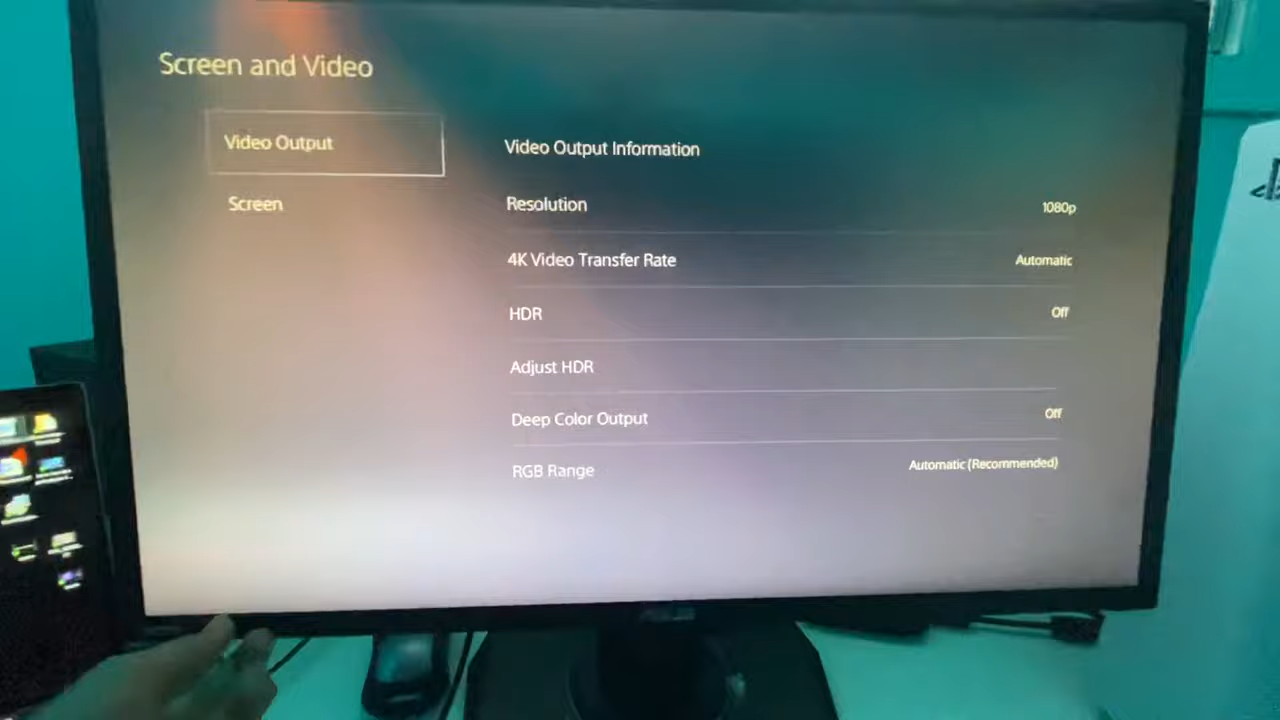 Screen and Video
Video Output
Screen
Video Output Information
Resolution 1080p
4K Video Transfer Rate Automatic
HDR Off
Adjust HDR
Deep Color Output Off
RGB Range Automatic (Recommended)